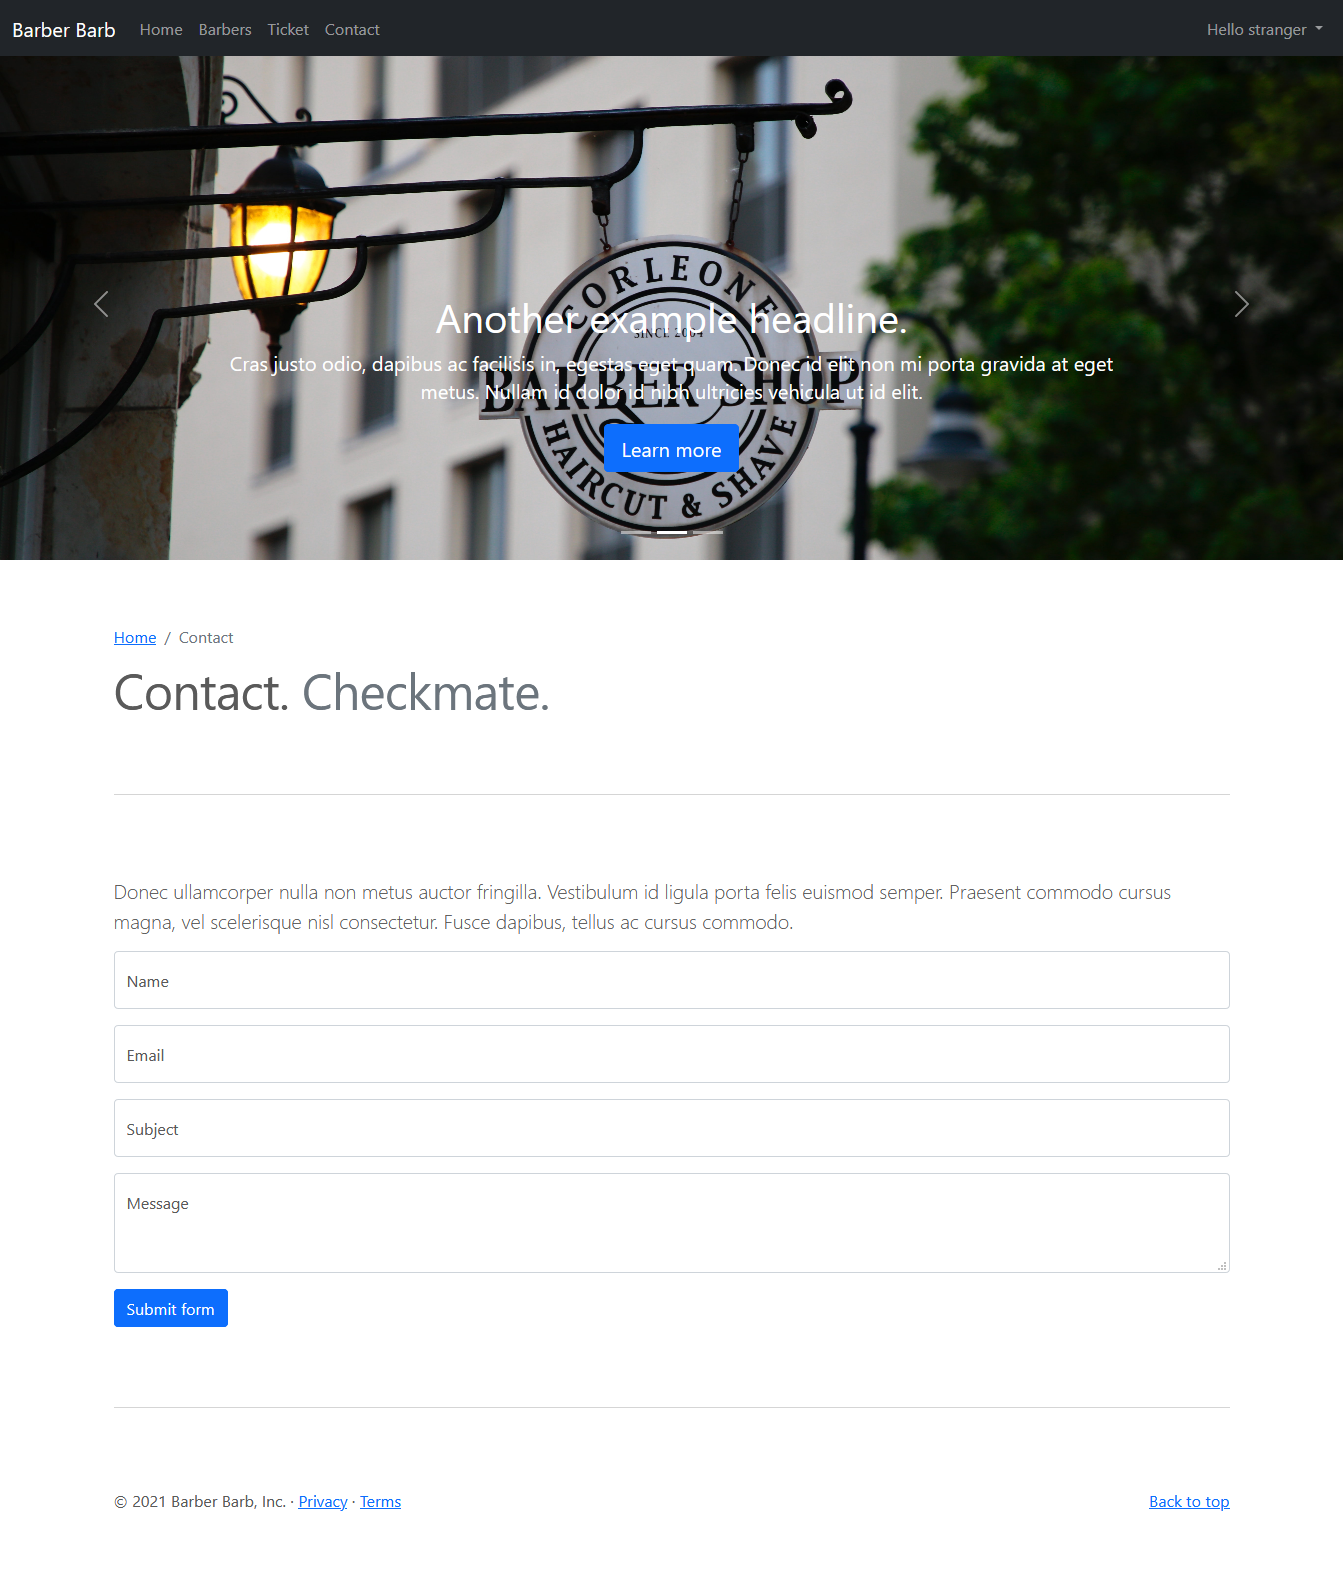 Barber Barb Home Barbers Ticket Contact Hello stranger
CORLEONE
SINCE 2004
BARBER SHOP
HAIRCUT & SHAVE
Another example headline.
Cras justo odio, dapibus ac facilisis in, egestas eget quam. Donec id elit non mi porta gravida at eget
metus. Nullam id dolor id nibh ultricies vehicula ut id elit.
Learn more
Home / Contact
Contact. Checkmate.
Donec ullamcorper nulla non metus auctor fringilla. Vestibulum id ligula porta felis euismod semper. Praesent commodo cursus
magna, vel scelerisque nisl consectetur. Fusce dapibus, tellus ac cursus commodo.
Name
Email
Subject
Message
Submit form
© 2021 Barber Barb, Inc. · Privacy · Terms Back to top